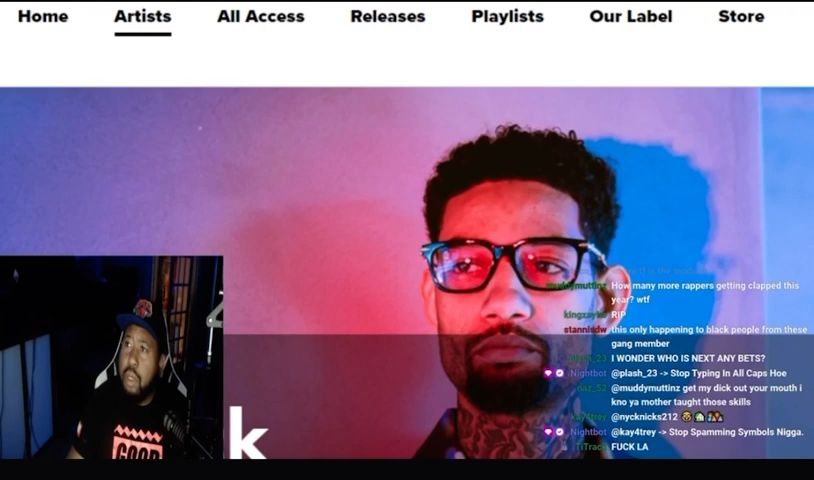 Home Artists All Access Releases Playlists Our Label Store
muddymuttinz How many more rappers getting clapped this
year? wtf
RIP
stannisdw this only happening to black people from these
gang member
I WONDER WHO IS NEXT ANY BETS?
Nightbot @plash_23 -> Stop Typing In All Caps Hoe
@muddymuttinz get my dick out your mouth i
kno ya mother taught those skills
kay4trey @nycknicks212
Nightbot @kay4trey -> Stop Spamming Symbols Nigga.
FUCK LA
k
GOOD